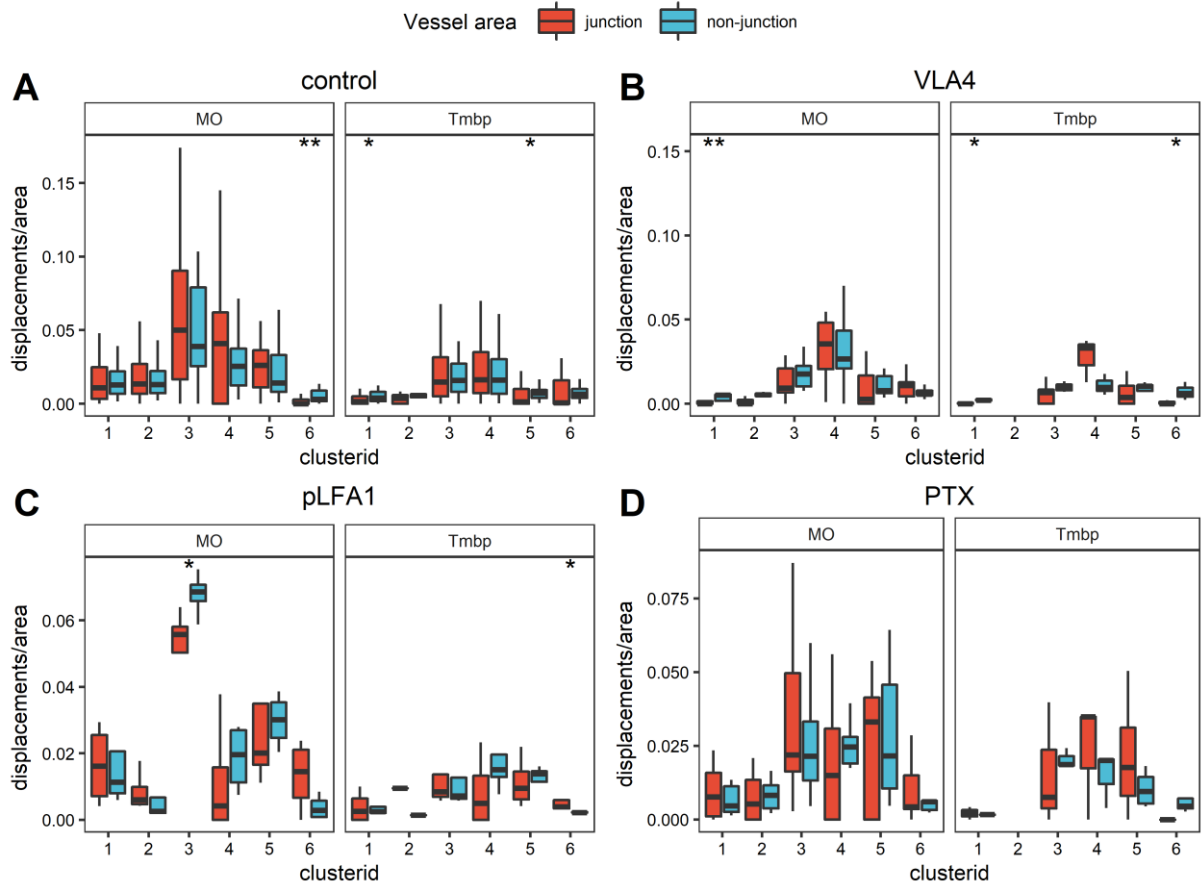 Vessel area junction non-junction
A control
MO Tmbp
** * *
0.15
0.10
0.05
0.00
displacements/area
1 2 3 4 5 6 1 2 3 4 5 6
clusterid
B VLA4
MO Tmbp
** * *
0.15
0.10
0.05
0.00
displacements/area
1 2 3 4 5 6 1 2 3 4 5 6
clusterid
C pLFA1
MO Tmbp
* *
0.06
0.04
0.02
0.00
displacements/area
1 2 3 4 5 6 1 2 3 4 5 6
clusterid
D PTX
MO Tmbp
0.075
0.050
0.025
0.000
displacements/area
1 2 3 4 5 6 1 2 3 4 5 6
clusterid